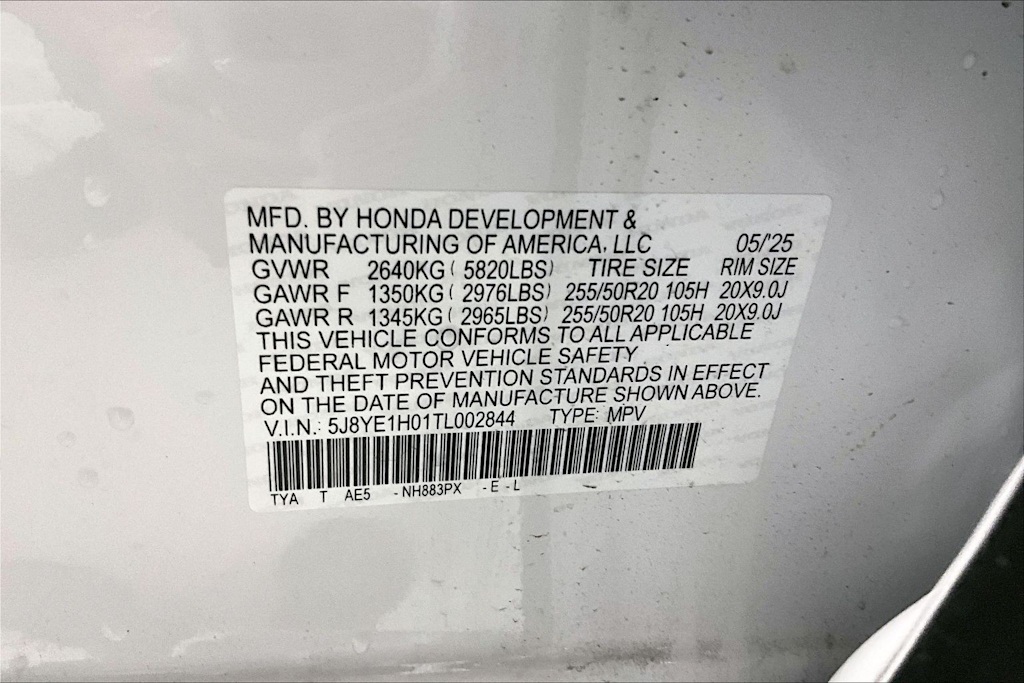 MFD. BY HONDA DEVELOPMENT &
MANUFACTURING OF AMERICA, LLC 05/'25
GVWR 2640KG ( 5820LBS) TIRE SIZE RIM SIZE
GAWR F 1350KG ( 2976LBS) 255/50R20 105H 20X9.0J
GAWR R 1345KG ( 2965LBS) 255/50R20 105H 20X9.0J
THIS VEHICLE CONFORMS TO ALL APPLICABLE
FEDERAL MOTOR VEHICLE SAFETY
AND THEFT PREVENTION STANDARDS IN EFFECT
ON THE DATE OF MANUFACTURE SHOWN ABOVE.
V.I.N.: 5J8YE1H01TL002844 TYPE: MPV
TYA T AE5 - NH883PX - E - L